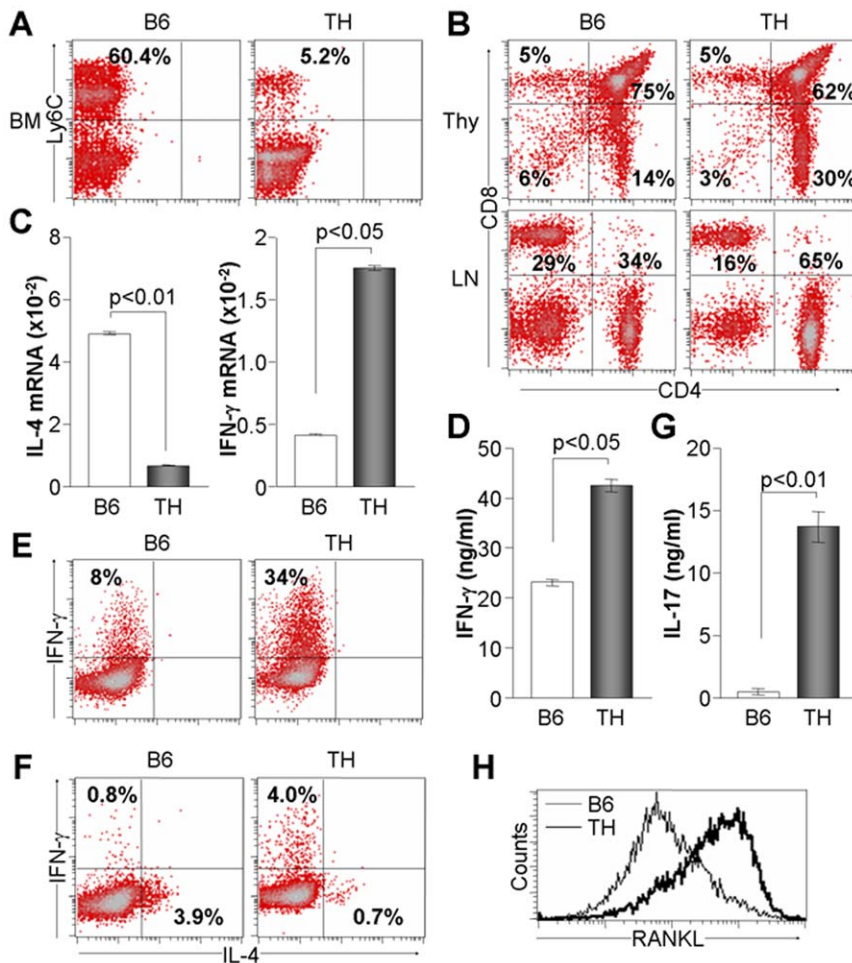 A
B6
TH
60.4%
5.2%
BM
Ly6C
B
B6
TH
5%
75%
6%
14%
5%
62%
3%
30%
Thy
CD8
LN
29%
34%
16%
65%
CD4
C
IL-4 mRNA (x10-2)
8
6
4
2
0
p<0.01
B6
TH
IFN-γ mRNA (x10-2)
2
1.5
1
0.5
0
p<0.05
B6
TH
D
IFN-γ (ng/ml)
50
40
30
20
10
0
p<0.05
B6
TH
G
IL-17 (ng/ml)
20
15
10
5
0
p<0.01
B6
TH
E
B6
TH
8%
34%
IFN-γ
F
B6
TH
0.8%
3.9%
4.0%
0.7%
IFN-γ
IL-4
H
B6
TH
Counts
RANKL